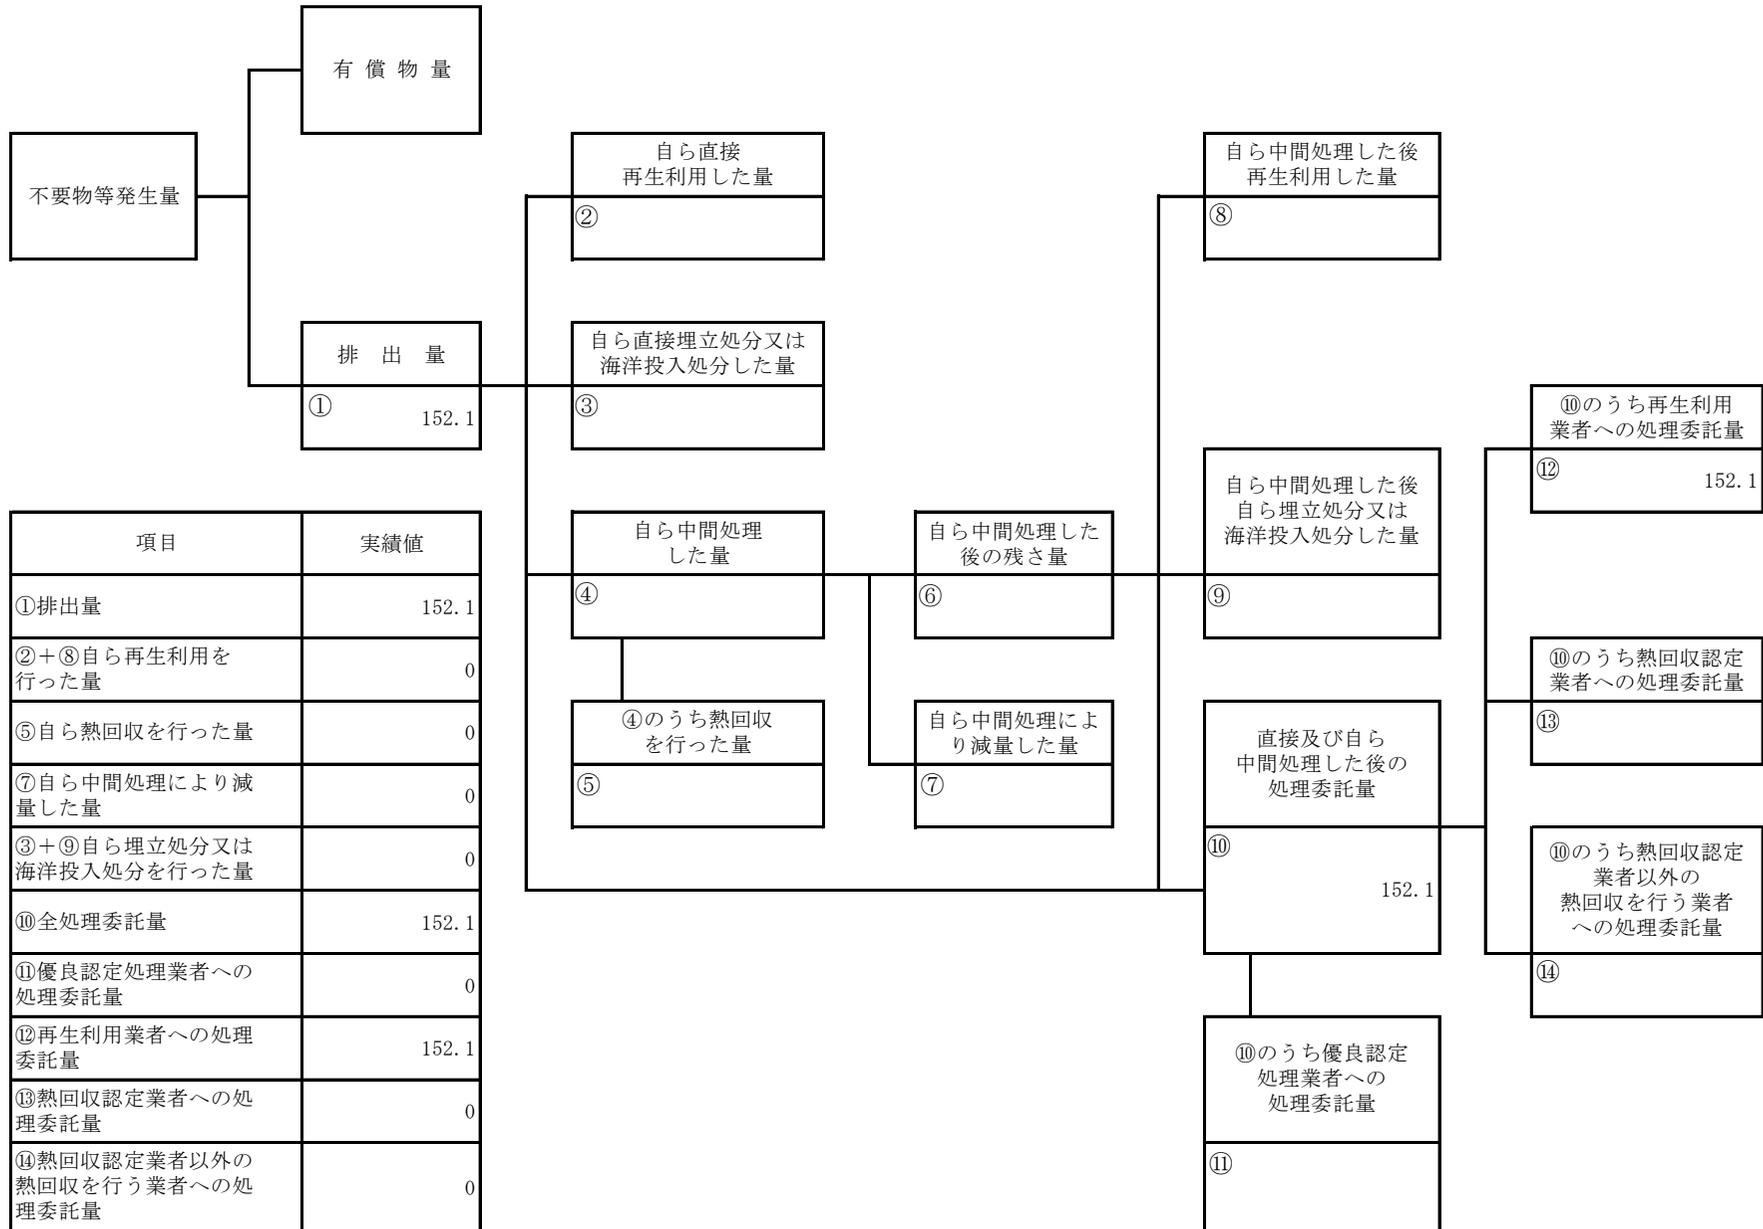 有 償 物 量
不要物等発生量
自ら直接
再生利用した量
②
自ら中間処理した後
再生利用した量
⑧
排 出 量
①
152.1
自ら直接埋立処分又は
海洋投入処分した量
③
⑩のうち再生利用
業者への処理委託量
⑫
152.1
自ら中間処理した後
自ら埋立処分又は
海洋投入処分した量
⑨
自ら中間処理
した量
④
自ら中間処理した
後の残さ量
⑥
⑩のうち熱回収認定
業者への処理委託量
⑬
④のうち熱回収
を行った量
⑤
自ら中間処理によ
り減量した量
⑦
直接及び自ら
中間処理した後の
処理委託量
⑩
152.1
⑩のうち熱回収認定
業者以外の
熱回収を行う業者
への処理委託量
⑭
⑩のうち優良認定
処理業者への
処理委託量
⑪
項目 実績値
①排出量 152.1
②+⑧自ら再生利用を
行った量 0
⑤自ら熱回収を行った量 0
⑦自ら中間処理により減
量した量 0
③+⑨自ら埋立処分又は
海洋投入処分を行った量 0
⑩全処理委託量 152.1
⑪優良認定処理業者への
処理委託量 0
⑫再生利用業者への処理
委託量 152.1
⑬熱回収認定業者への処
理委託量 0
⑭熱回収認定業者以外の
熱回収を行う業者への処
理委託量 0